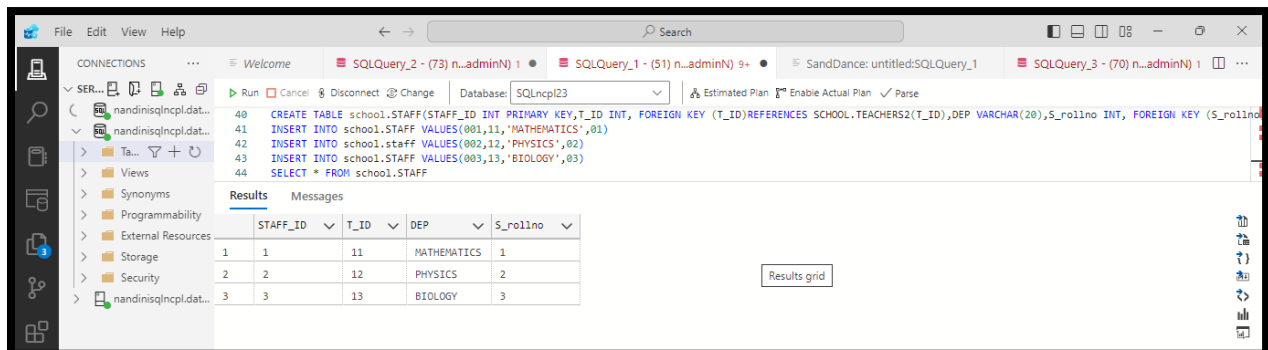 File Edit View Help Search
CONNECTIONS ... Welcome SQLQuery_2 - (73) n...adminN) 1 SQLQuery_1 - (51) n...adminN) 9+ SandDance: untitled:SQLQuery_1 SQLQuery_3 - (70) n...adminN) 1 ...
SER... Run Cancel Disconnect Change Database: SQLncpl23 Estimated Plan Enable Actual Plan Parse
nandinisqlncpl.dat...
nandinisqlncpl.dat...
Ta...
Views
Synonyms
Programmability
External Resources
Storage
Security
nandinisqlncpl.dat...
3
40 CREATE TABLE school.STAFF(STAFF_ID INT PRIMARY KEY,T_ID INT, FOREIGN KEY (T_ID)REFERENCES SCHOOL.TEACHERS2(T_ID),DEP VARCHAR(20),S_rollno INT, FOREIGN KEY (S_rollno
41 INSERT INTO school.STAFF VALUES(001,11,'MATHEMATICS',01)
42 INSERT INTO school.staff VALUES(002,12,'PHYSICS',02)
43 INSERT INTO school.STAFF VALUES(003,13,'BIOLOGY',03)
44 SELECT * FROM school.STAFF
Results Messages
STAFF_ID T_ID DEP S_rollno
1 1 11 MATHEMATICS 1
2 2 12 PHYSICS 2
3 3 13 BIOLOGY 3
Results grid